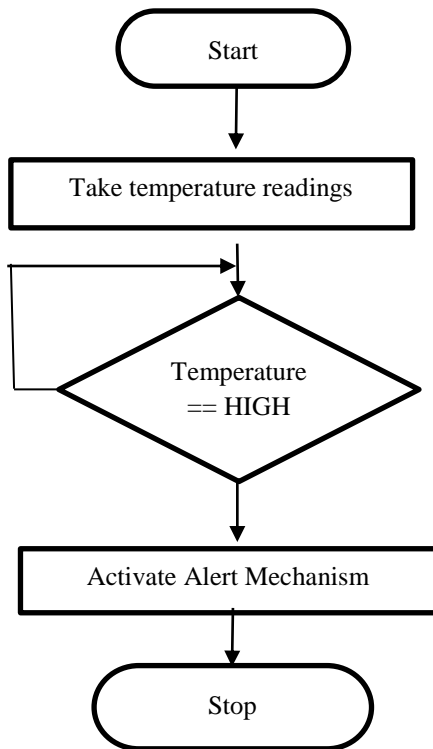 Start
Take temperature readings
Temperature
== HIGH
Activate Alert Mechanism
Stop